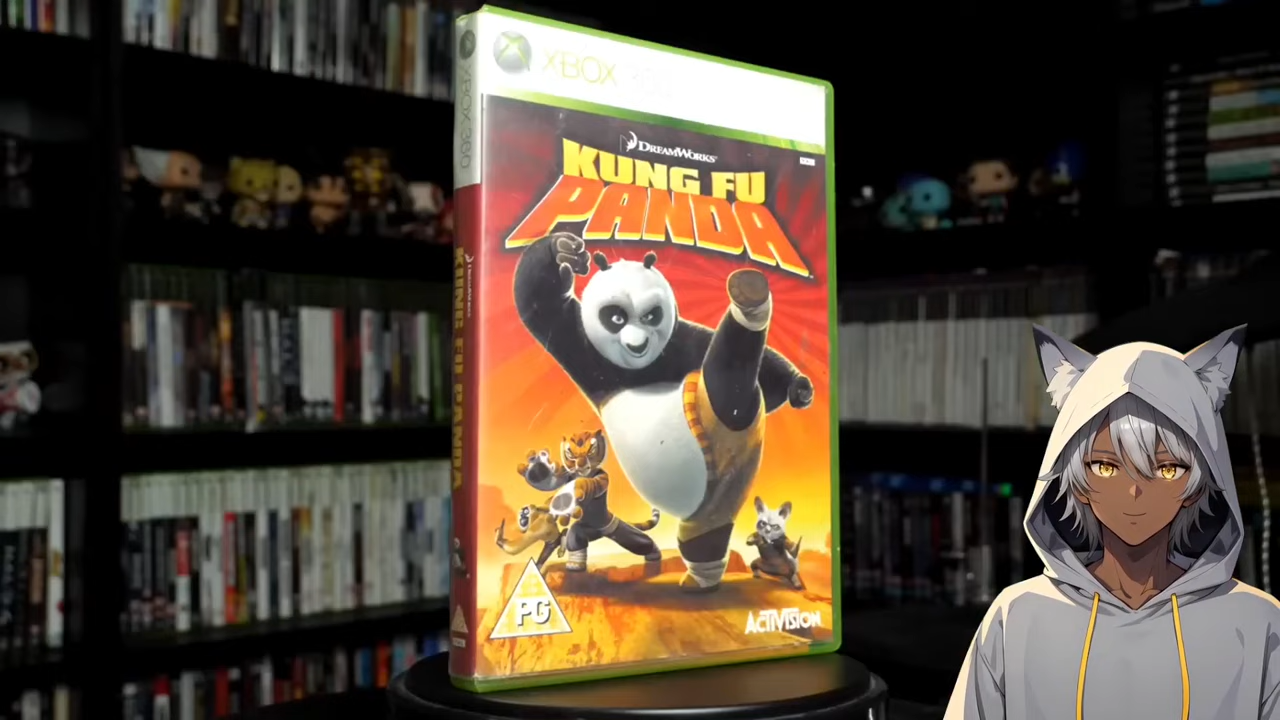 XBOX 360
XBOX 360
DREAMWORKS
KUNG FU
PANDA
KUNG FU PANDA
PG
ACTIVISION